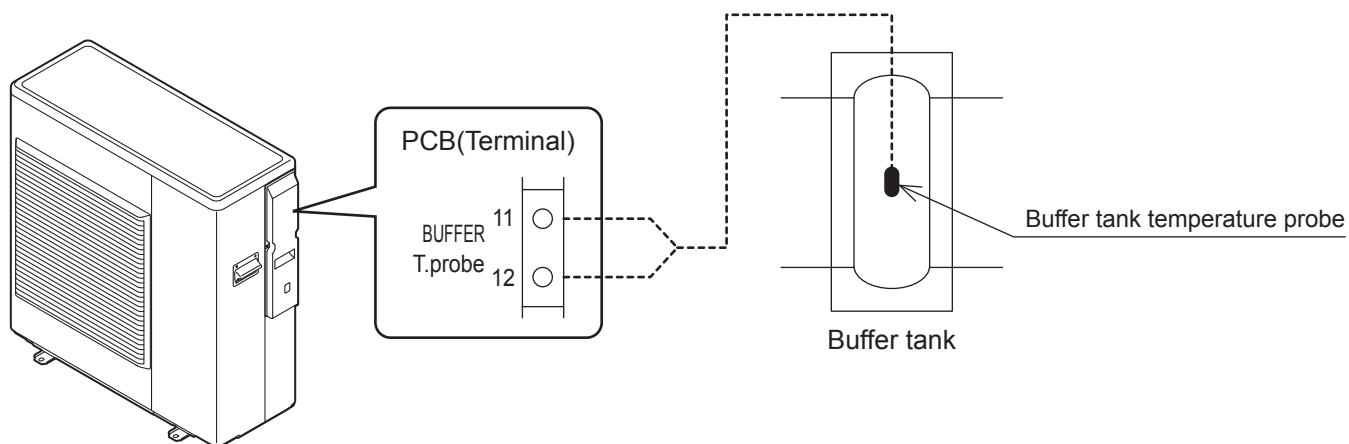 PCB(Terminal)
BUFFER
T.probe
11
12
Buffer tank temperature probe
Buffer tank